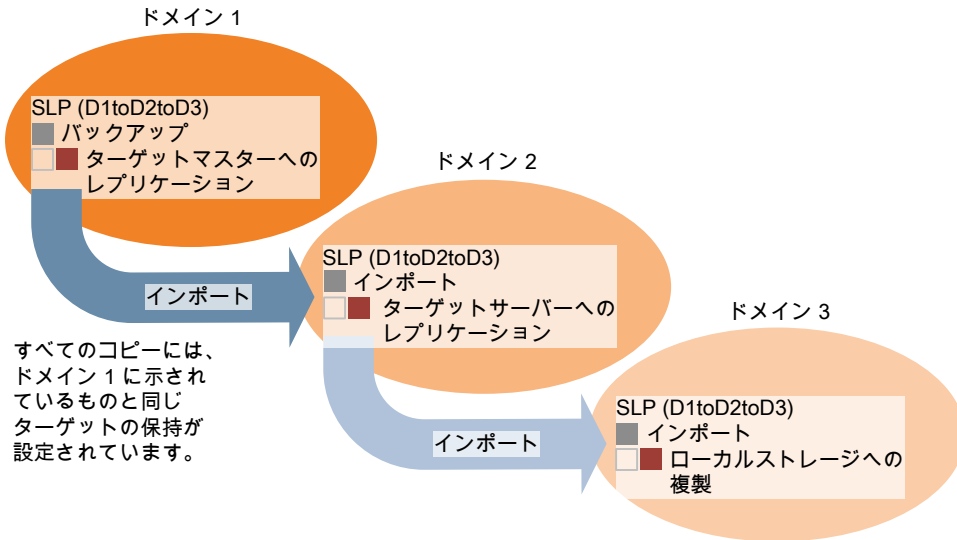 ドメイン 1
SLP (D1toD2toD3)
バックアップ
ターゲットマスターへの
レプリケーション
インポート
ドメイン 2
SLP (D1toD2toD3)
インポート
ターゲットサーバーへの
レプリケーション
インポート
ドメイン 3
SLP (D1toD2toD3)
インポート
ローカルストレージへの
複製
すべてのコピーには、
ドメイン 1 に示され
ているものと同じ
ターゲットの保持が
設定されています。